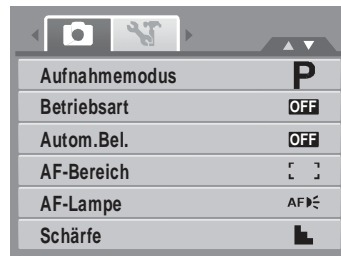 Aufnahmemodus P
Betriebsart OFF
Autom.Bel. OFF
AF-Bereich
AF-Lampe AF
Schärfe